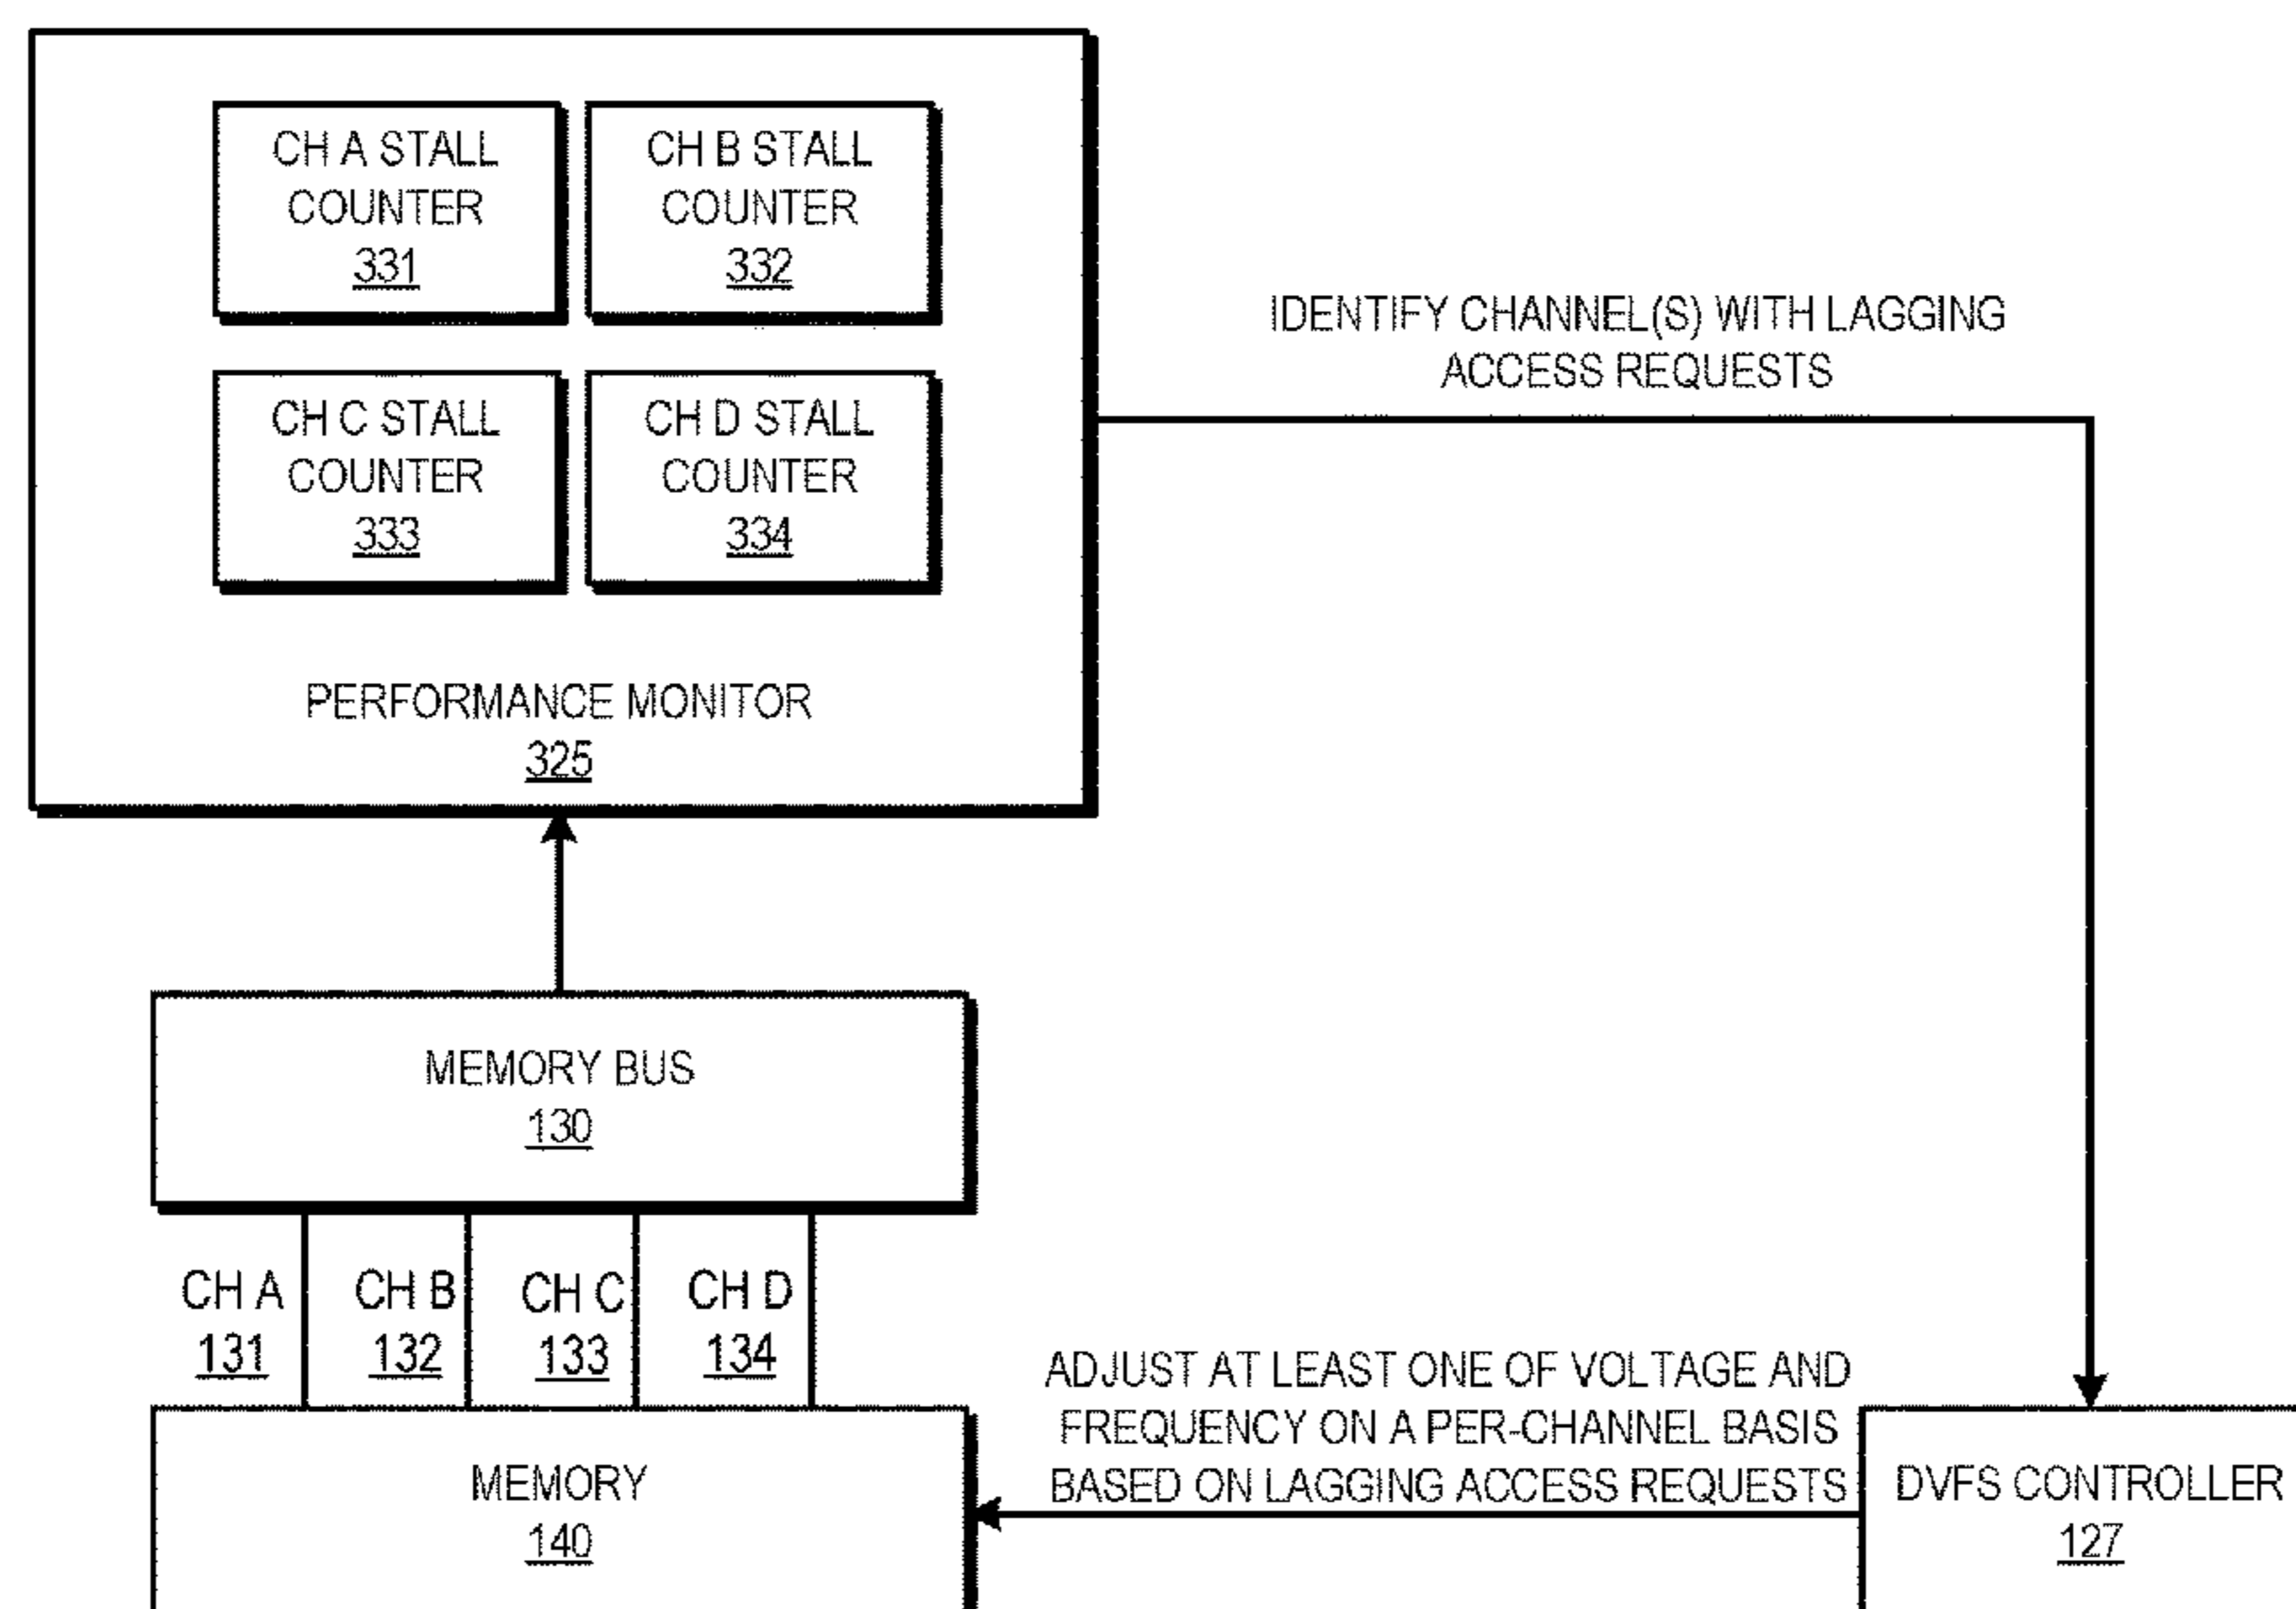 CH A STALL
COUNTER
331
CH B STALL
COUNTER
332
CH C STALL
COUNTER
333
CH D STALL
COUNTER
334
PERFORMANCE MONITOR
325
IDENTIFY CHANNEL(S) WITH LAGGING
ACCESS REQUESTS
MEMORY BUS
130
CH A
131
CH B
132
CH C
133
CH D
134
ADJUST AT LEAST ONE OF VOLTAGE AND
FREQUENCY ON A PER-CHANNEL BASIS
BASED ON LAGGING ACCESS REQUESTS
MEMORY
140
DVFS CONTROLLER
127